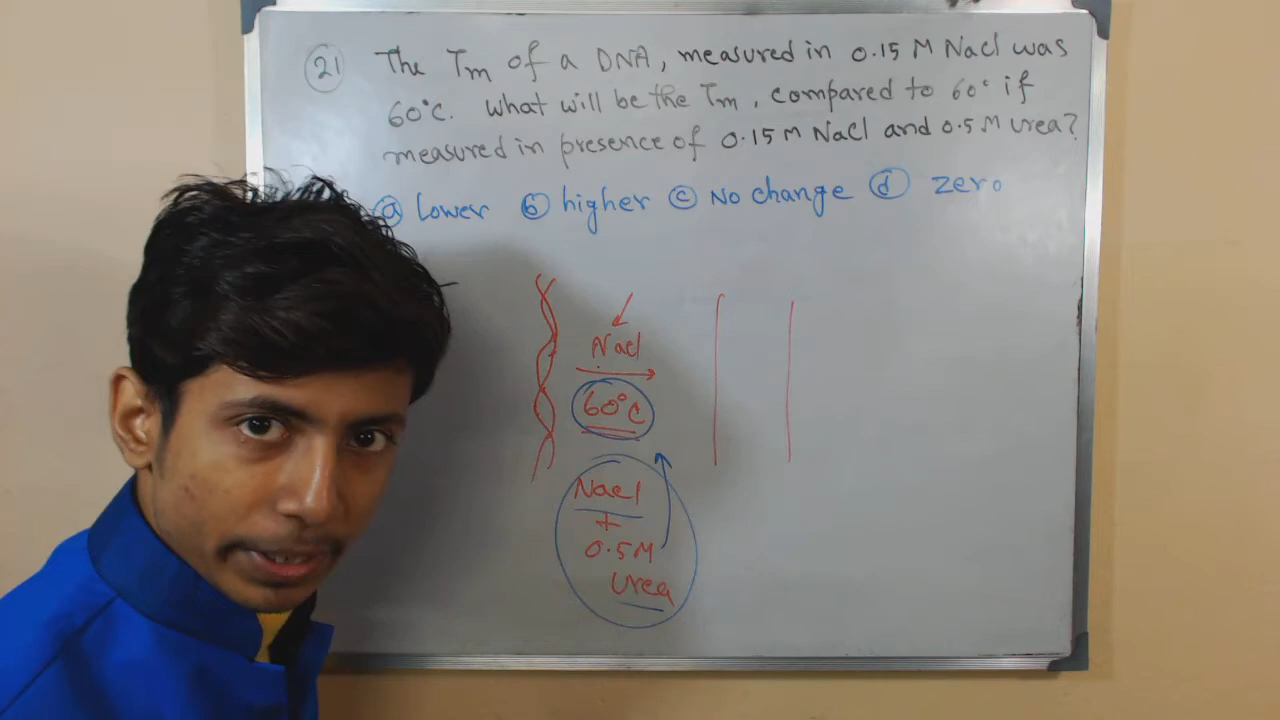 21 The Tm of a DNA, measured in 0.15 M Nacl was
60°c. what will be the Tm, compared to 60° if
measured in presence of 0.15M NaCl and 0.5M Urea?
a lower b higher c No change d zero
Nacl
60°c
Nacl
+
0.5M
Urea